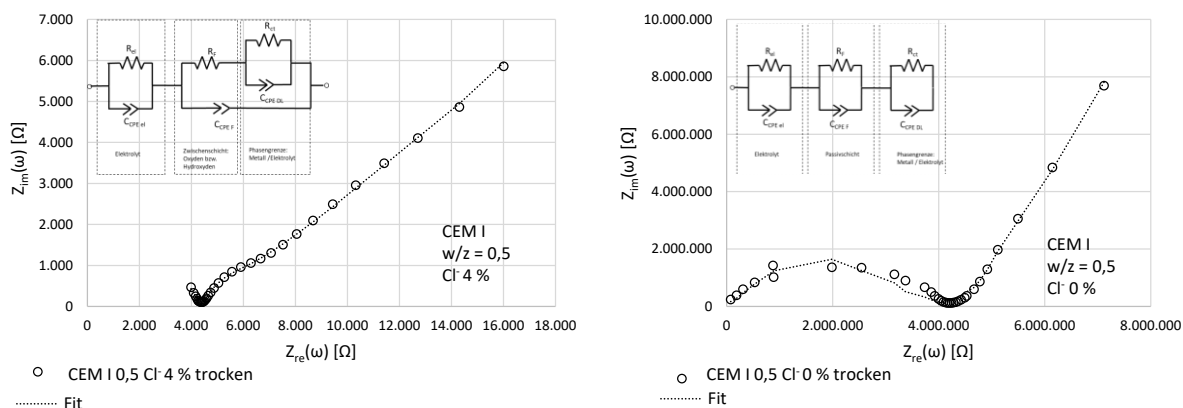 7.000
6.000
5.000
4.000
3.000
2.000
1.000
0
0 2.000 4.000 6.000 8.000 10.000 12.000 14.000 16.000 18.000
Z_im(ω) [Ω]
Z_re(ω) [Ω]
R_el
R_F
R_ct
C_CPE el
C_CPE F
C_CPE DL
Elektrolyt
Zwischenschicht:
Oxyden bzw.
Hydroxyden
Phasengrenze:
Metall /Elektrolyt
CEM I
w/z = 0,5
Cl⁻ 4 %
CEM I 0,5 Cl⁻ 4 % trocken
Fit
10.000.000
8.000.000
6.000.000
4.000.000
2.000.000
0
0 2.000.000 4.000.000 6.000.000 8.000.000
Z_im(ω) [Ω]
Z_re(ω) [Ω]
R_el
R_F
R_ct
C_CPE el
C_CPE F
C_CPE DL
Elektrolyt
Passivschicht
Phasengrenze:
Metall / Elektrolyt
CEM I
w/z = 0,5
Cl⁻ 0 %
CEM I 0,5 Cl⁻ 0 % trocken
Fit